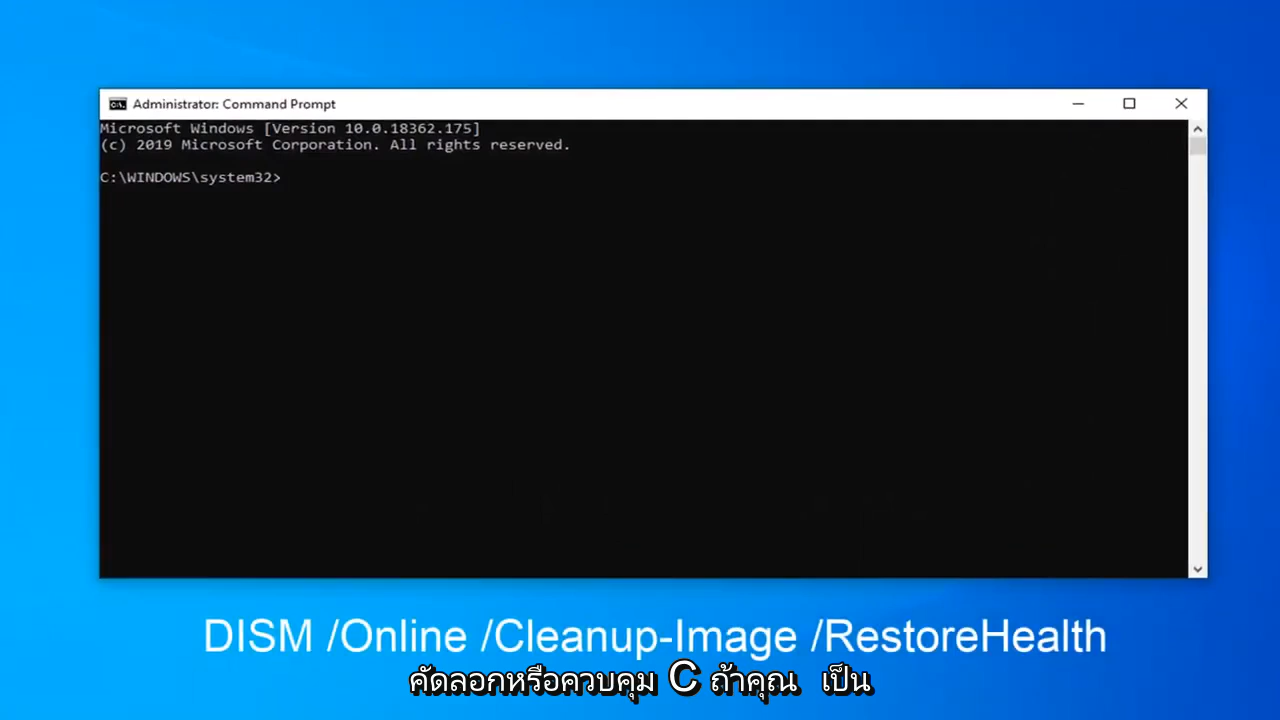 Administrator: Command Prompt
Microsoft Windows [Version 10.0.18362.175]
(c) 2019 Microsoft Corporation. All rights reserved.
C:\WINDOWS\system32>
DISM /Online /Cleanup-Image /RestoreHealth
คัดลอกหรือควบคุม C ถ้าคุณ เป็น